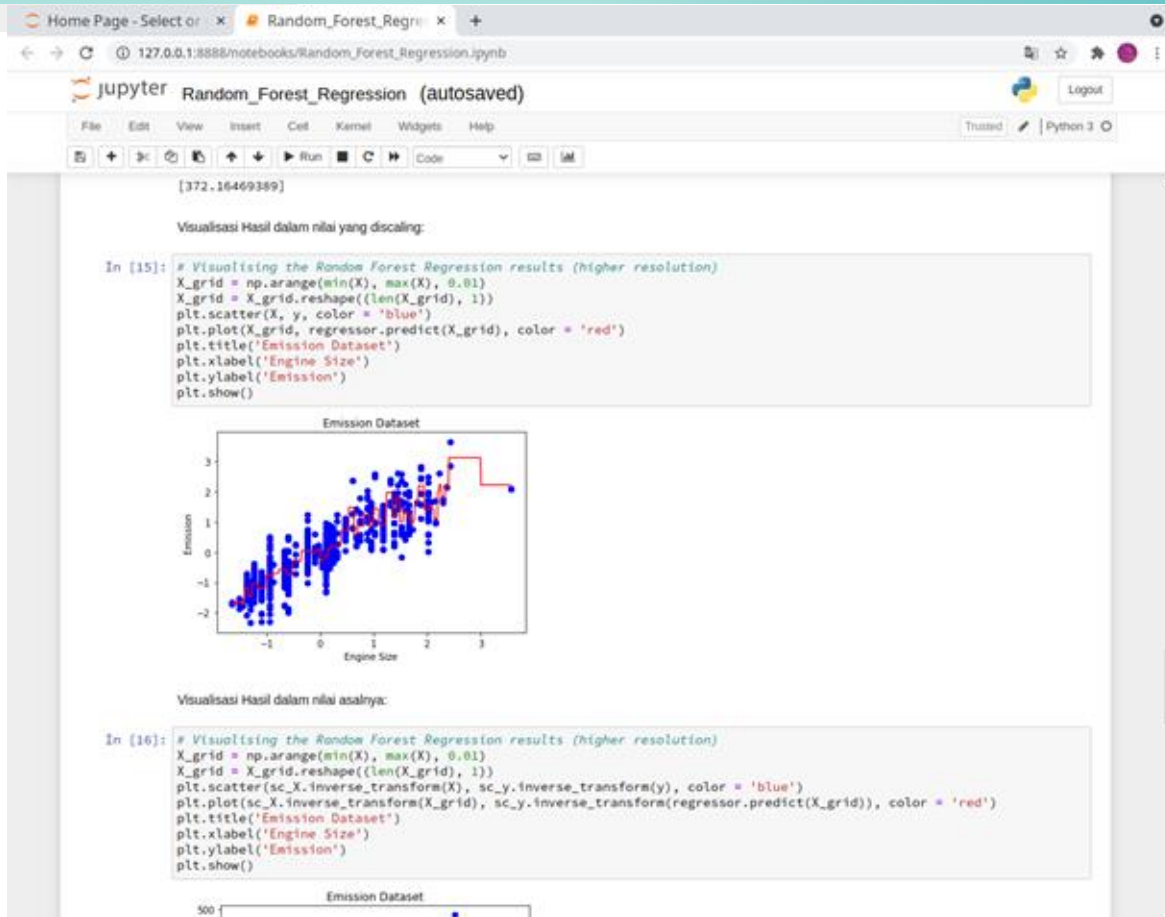 Home Page - Select or
Random_Forest_Regre
127.0.0.1:8888/notebooks/Random_Forest_Regression.ipynb
jupyter Random_Forest_Regression (autosaved)
Logout
File Edit View Insert Cell Kernel Widgets Help
Trusted Python 3
Run Code
[372.16469389]
Visualisasi Hasil dalam nilai yang discaling:
In [15]: # Visualising the Random Forest Regression results (higher resolution)
X_grid = np.arange(min(X), max(X), 0.01)
X_grid = X_grid.reshape((len(X_grid), 1))
plt.scatter(X, y, color = 'blue')
plt.plot(X_grid, regressor.predict(X_grid), color = 'red')
plt.title('Emission Dataset')
plt.xlabel('Engine Size')
plt.ylabel('Emission')
plt.show()
Emission Dataset
3
2
1
0
-1
-2
Emission
-1 0 1 2 3
Engine Size
Visualisasi Hasil dalam nilai asalnya:
In [16]: # Visualising the Random Forest Regression results (higher resolution)
X_grid = np.arange(min(X), max(X), 0.01)
X_grid = X_grid.reshape((len(X_grid), 1))
plt.scatter(sc_X.inverse_transform(X), sc_y.inverse_transform(y), color = 'blue')
plt.plot(sc_X.inverse_transform(X_grid), sc_y.inverse_transform(regressor.predict(X_grid)), color = 'red')
plt.title('Emission Dataset')
plt.xlabel('Engine Size')
plt.ylabel('Emission')
plt.show()
Emission Dataset
500